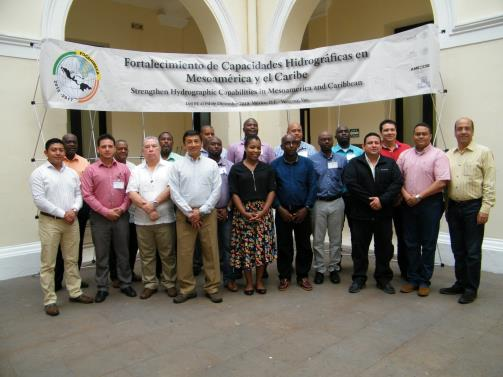 Fortalecimiento de Capacidades Hidrográficas en
Mesoamérica y el Caribe
Strengthen Hydrographic Capabilities in Mesoamerica and Caribbean